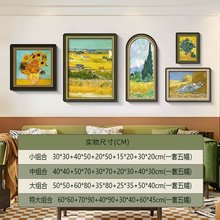 实物尺寸(CM)
小组合 30*30+40*50+20*50+15*20+30*20cm(一套五幅)
中组合 40*40+50*70+30*60+20*30+40*30cm(一套五幅)
大组合 50*50+60*80+35*80+25*35+50*40cm(一套五幅)
特大组合 60*60+70*90+40*90+30*40+60*45cm(一套五幅)